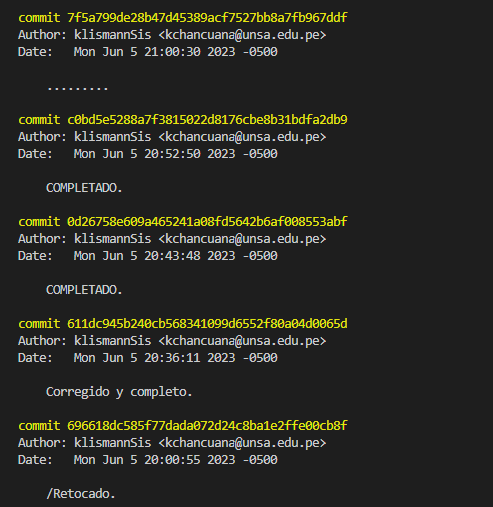 commit 7f5a799de28b47d45389acf7527bb8a7fb967ddf
Author: klismannSis <kchancuana@unsa.edu.pe>
Date:   Mon Jun 5 21:00:30 2023 -0500
.........
commit c0bd5e5288a7f3815022d8176cbe8b31bdfa2db9
Author: klismannSis <kchancuana@unsa.edu.pe>
Date:   Mon Jun 5 20:52:50 2023 -0500
COMPLETADO.
commit 0d26758e609a465241a08fd5642b6af008553abf
Author: klismannSis <kchancuana@unsa.edu.pe>
Date:   Mon Jun 5 20:43:48 2023 -0500
COMPLETADO.
commit 611dc945b240cb568341099d6552f80a04d0065d
Author: klismannSis <kchancuana@unsa.edu.pe>
Date:   Mon Jun 5 20:36:11 2023 -0500
Corregido y completo.
commit 696618dc585f77dada072d24c8ba1e2ffe00cb8f
Author: klismannSis <kchancuana@unsa.edu.pe>
Date:   Mon Jun 5 20:00:55 2023 -0500
/Retocado.